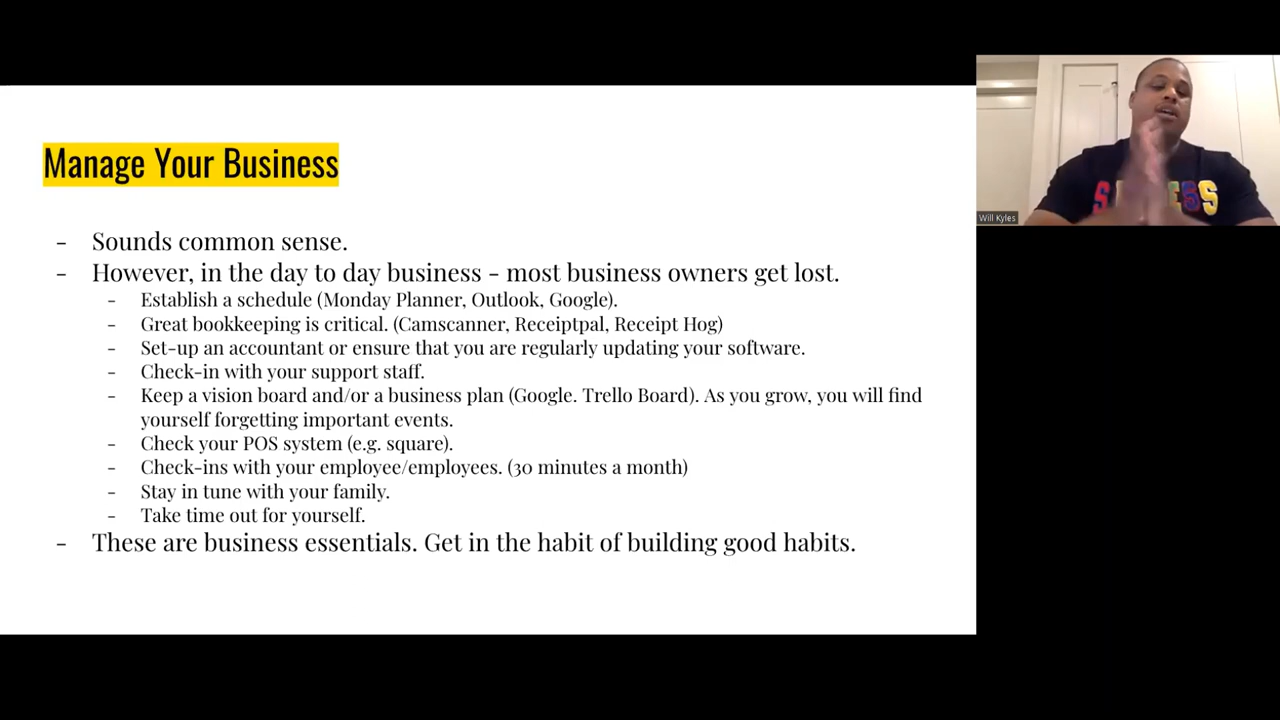 Manage Your Business
- Sounds common sense.
- However, in the day to day business - most business owners get lost.
- Establish a schedule (Monday Planner, Outlook, Google).
- Great bookkeeping is critical. (Camscanner, Receiptpal, Receipt Hog)
- Set-up an accountant or ensure that you are regularly updating your software.
- Check-in with your support staff.
- Keep a vision board and/or a business plan (Google. Trello Board). As you grow, you will find
yourself forgetting important events.
- Check your POS system (e.g. square).
- Check-ins with your employee/employees. (30 minutes a month)
- Stay in tune with your family.
- Take time out for yourself.
- These are business essentials. Get in the habit of building good habits.
Will Kyles